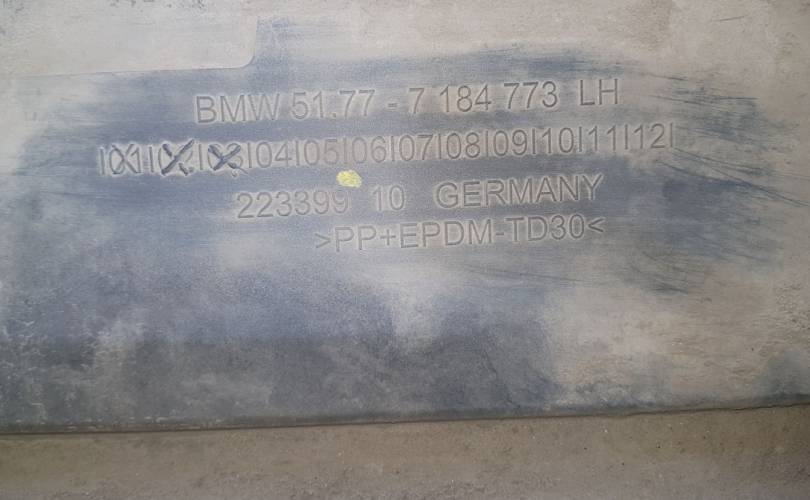 BMW 51.77 - 7 184 773 LH
|01|02|03|04|05|06|07|08|09|10|11|12|
223399 10 GERMANY
>PP+EPDM-TD30<